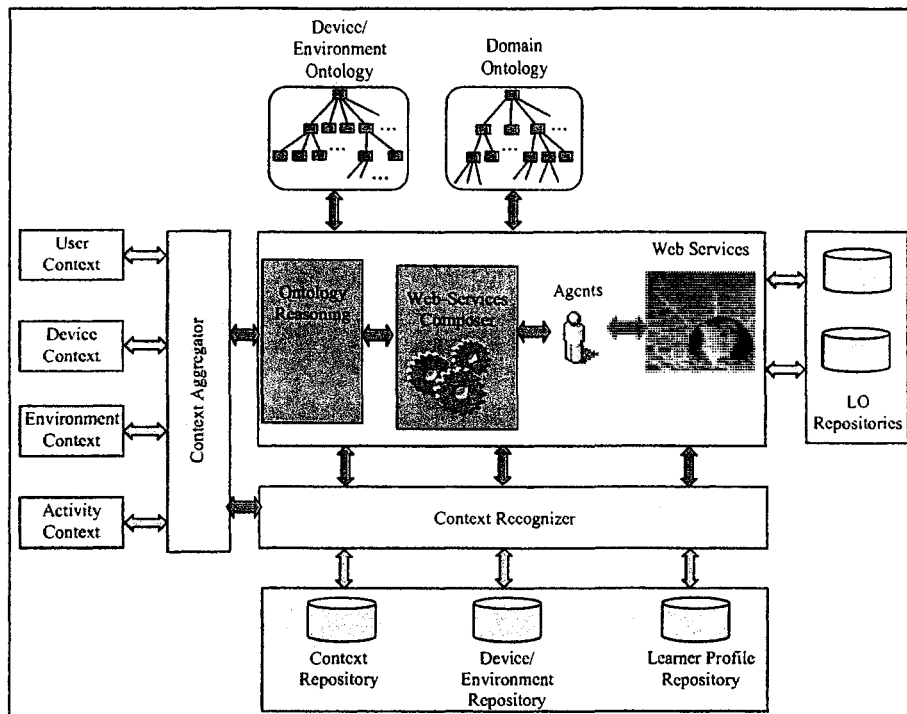 Device/
Environment
Ontology
Domain
Ontology
User
Context
Device
Context
Environment
Context
Activity
Context
Context Aggregator
Ontology
Reasoning
Web-Services
Composer
Agents
Web Services
LO
Repositories
Context Recognizer
Context
Repository
Device/
Environment
Repository
Learner Profile
Repository